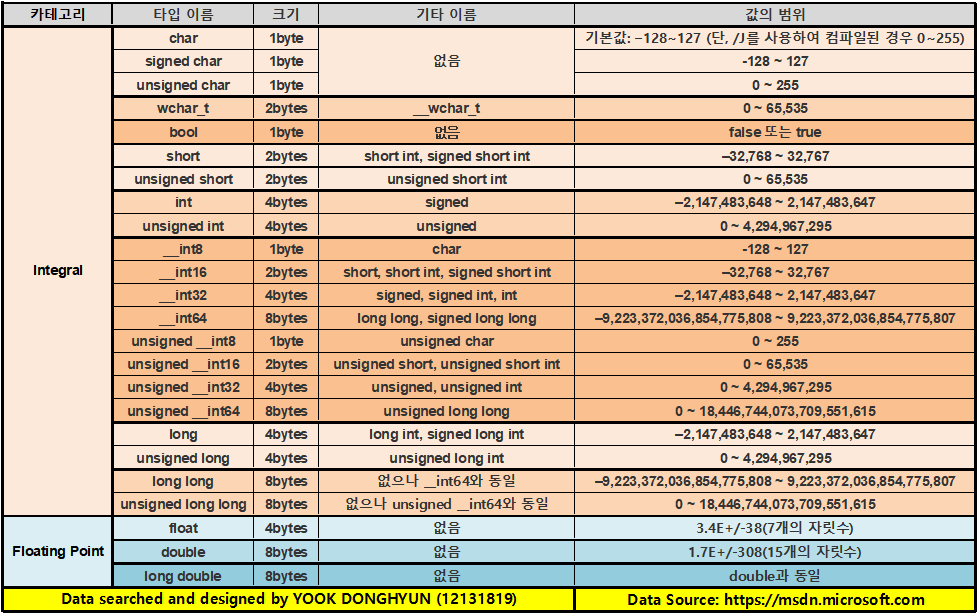 카테고리 타입 이름 크기 기타 이름 값의 범위
char 1byte 기본값: –128~127 (단, /J를 사용하여 컴파일된 경우 0~255)
signed char 1byte 없음 -128 ~ 127
unsigned char 1byte 0 ~ 255
wchar_t 2bytes __wchar_t 0 ~ 65,535
bool 1byte 없음 false 또는 true
short 2bytes short int, signed short int –32,768 ~ 32,767
unsigned short 2bytes unsigned short int 0 ~ 65,535
int 4bytes signed –2,147,483,648 ~ 2,147,483,647
unsigned int 4bytes unsigned 0 ~ 4,294,967,295
__int8 1byte char -128 ~ 127
Integral __int16 2bytes short, short int, signed short int –32,768 ~ 32,767
__int32 4bytes signed, signed int, int –2,147,483,648 ~ 2,147,483,647
__int64 8bytes long long, signed long long –9,223,372,036,854,775,808 ~ 9,223,372,036,854,775,807
unsigned __int8 1byte unsigned char 0 ~ 255
unsigned __int16 2bytes unsigned short, unsigned short int 0 ~ 65,535
unsigned __int32 4bytes unsigned, unsigned int 0 ~ 4,294,967,295
unsigned __int64 8bytes unsigned long long 0 ~ 18,446,744,073,709,551,615
long 4bytes long int, signed long int –2,147,483,648 ~ 2,147,483,647
unsigned long 4bytes unsigned long int 0 ~ 4,294,967,295
long long 8bytes 없으나 __int64와 동일 –9,223,372,036,854,775,808 ~ 9,223,372,036,854,775,807
unsigned long long 8bytes 없으나 unsigned __int64와 동일 0 ~ 18,446,744,073,709,551,615
float 4bytes 없음 3.4E+/-38(7개의 자릿수)
Floating Point double 8bytes 없음 1.7E+/-308(15개의 자릿수)
long double 8bytes 없음 double과 동일
Data searched and designed by YOOK DONGHYUN (12131819) Data Source: https://msdn.microsoft.com